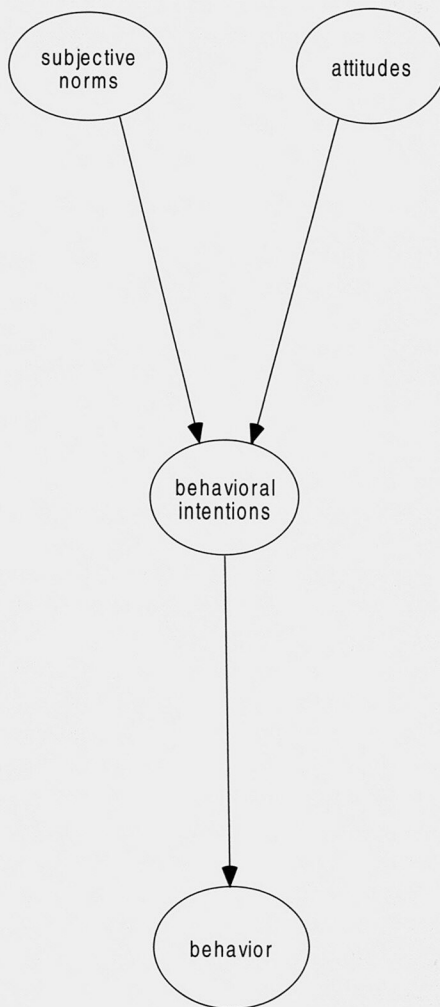 subjective
norms
attitudes
behavioral
intentions
behavior